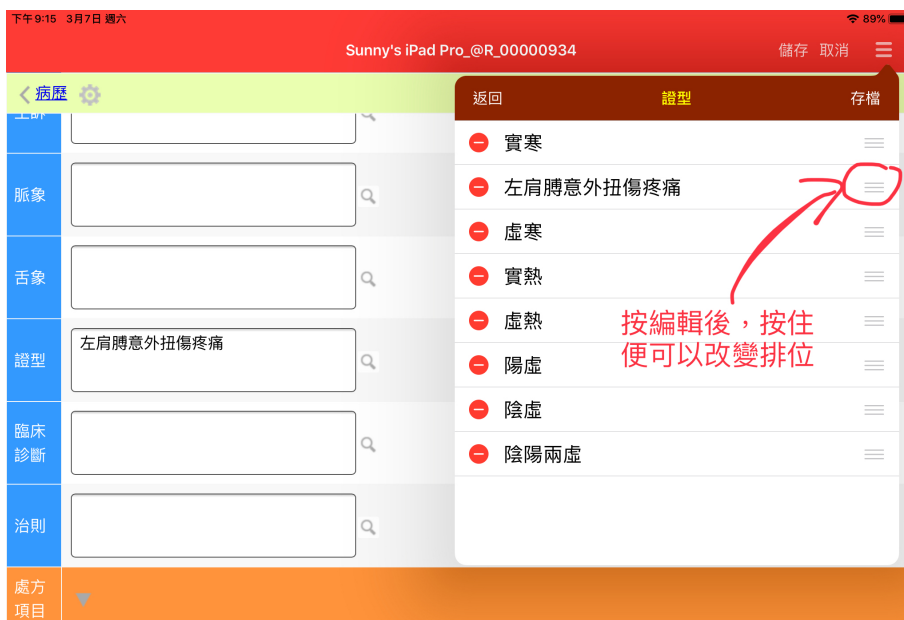 下午9:15 3月7日 週六
89%
Sunny's iPad Pro_@R_00000934
儲存 取消
病歷
返回
證型
存檔
主訴
脈象
舌象
證型
左肩膊意外扭傷疼痛
臨床
診斷
治則
處方
項目
實寒
左肩膊意外扭傷疼痛
虛寒
實熱
虛熱
陽虛
陰虛
陰陽兩虛
按編輯後，按住
便可以改變排位